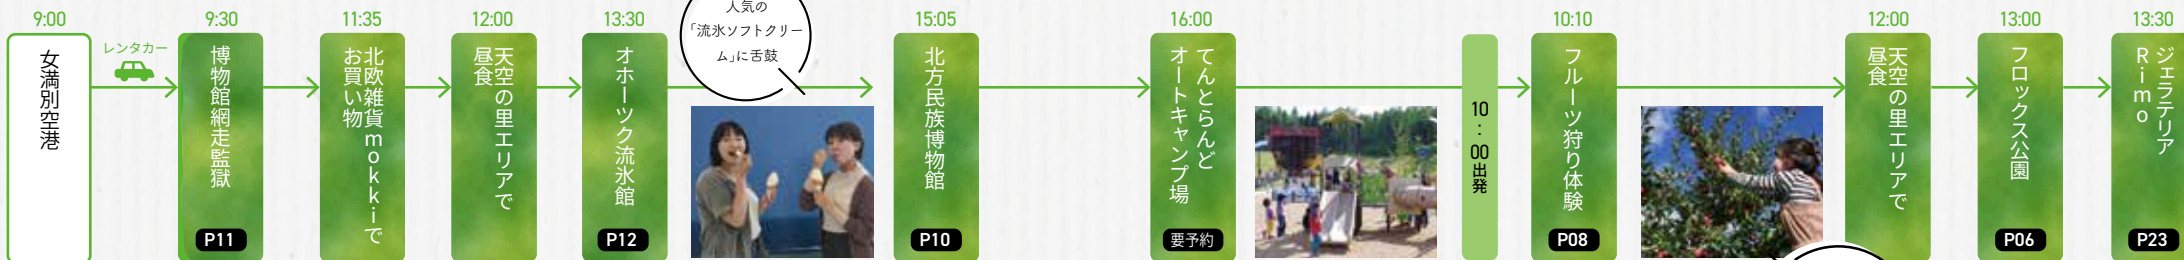 9:00
女満別空港
レンタカー
9:30
博物館網走監獄
P11
11:35
北欧雑貨mokkiで
お買い物
12:00
天空の里エリアで
昼食
13:30
オホーツク流氷館
P12
人気の
「流氷ソフトクリー
ム」に舌鼓
15:05
北方民族博物館
P10
16:00
てんとらんど
オートキャンプ場
要予約
10:00出発
10:10
フルーツ狩り体験
P08
12:00
天空の里エリアで
昼食
13:00
フロックス公園
P06
13:30
ジェラテリア
Rimo
P23